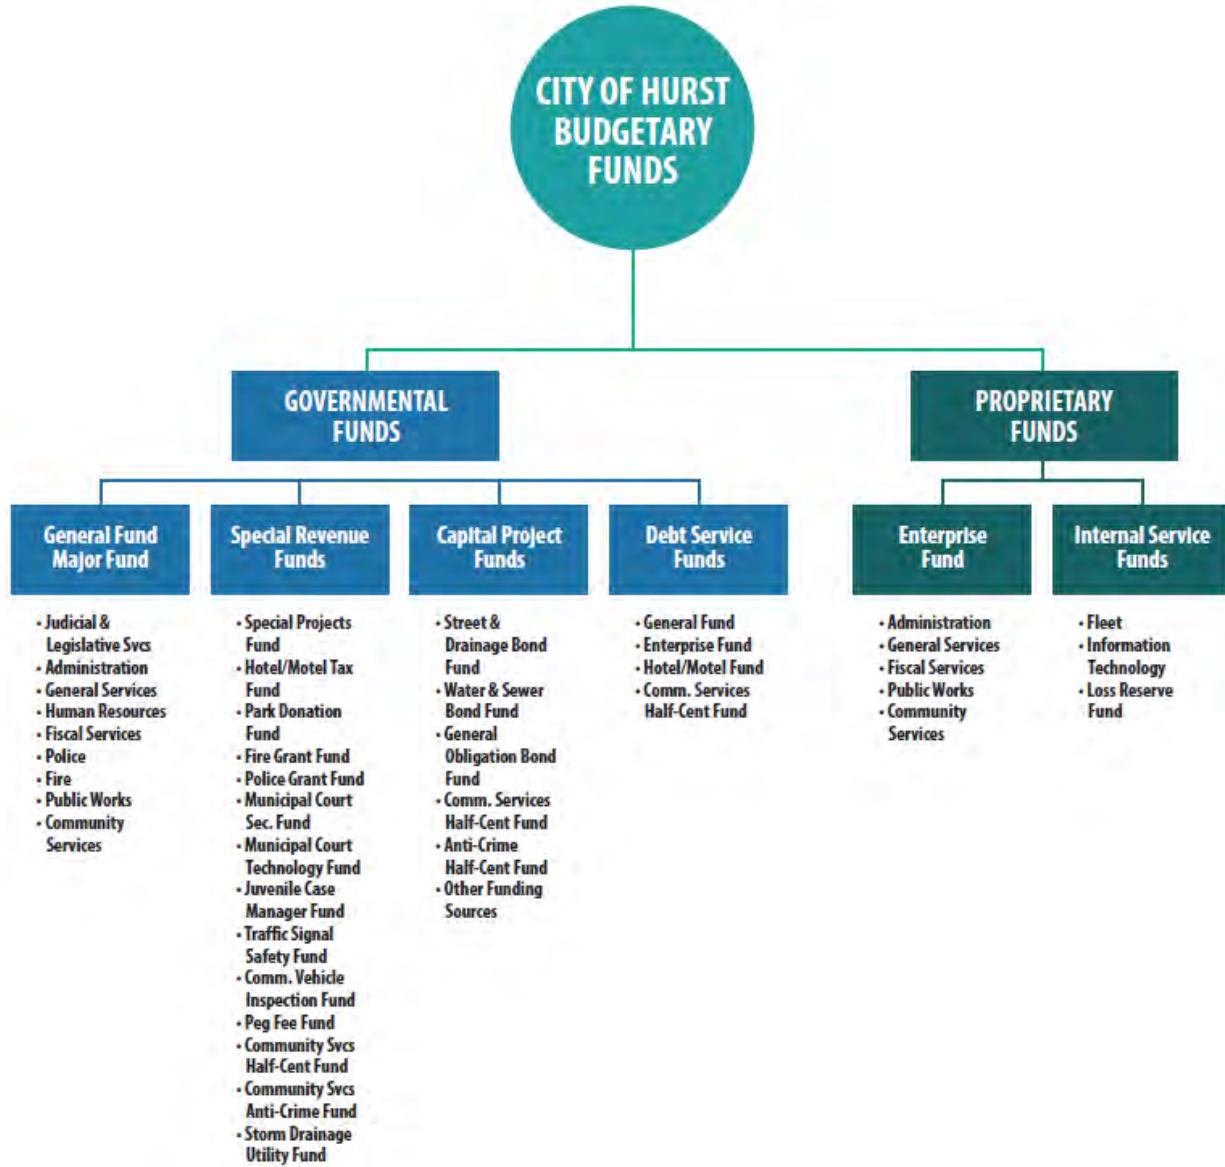 CITY OF HURST
BUDGETARY
FUNDS
GOVERNMENTAL
FUNDS
PROPRIETARY
FUNDS
General Fund
Major Fund
• Judicial &
Legislative Svcs
• Administration
• General Services
• Human Resources
• Fiscal Services
• Police
• Fire
• Public Works
• Community
Services
Special Revenue
Funds
• Special Projects
Fund
• Hotel/Motel Tax
Fund
• Park Donation
Fund
• Fire Grant Fund
• Police Grant Fund
• Municipal Court
Sec. Fund
• Municipal Court
Technology Fund
• Juvenile Case
Manager Fund
• Traffic Signal
Safety Fund
• Comm. Vehicle
Inspection Fund
• Peg Fee Fund
• Community Svcs
Half-Cent Fund
• Community Svcs
Anti-Crime Fund
• Storm Drainage
Utility Fund
Capital Project
Funds
• Street &
Drainage Bond
Fund
• Water & Sewer
Bond Fund
• General
Obligation Bond
Fund
• Comm. Services
Half-Cent Fund
• Anti-Crime
Half-Cent Fund
• Other Funding
Sources
Debt Service
Funds
• General Fund
• Enterprise Fund
• Hotel/Motel Fund
• Comm. Services
Half-Cent Fund
Enterprise
Fund
• Administration
• General Services
• Fiscal Services
• Public Works
• Community
Services
Internal Service
Funds
• Fleet
• Information
Technology
• Loss Reserve
Fund